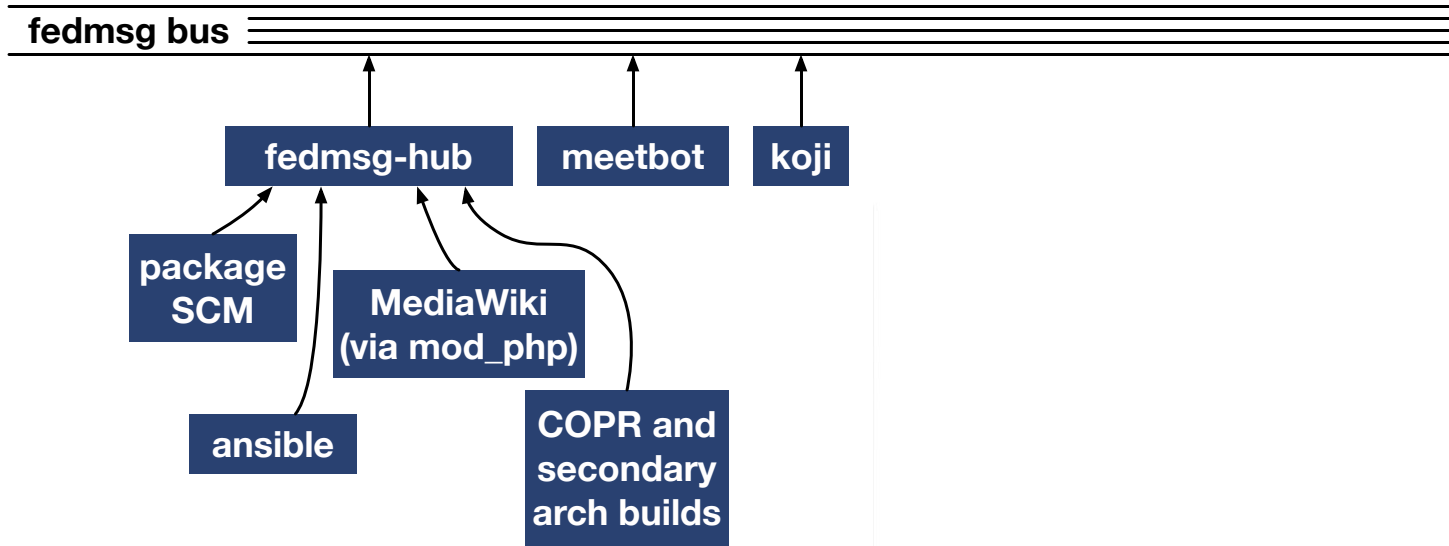 fedmsg bus
fedmsg-hub
meetbot
koji
package
SCM
MediaWiki
(via mod_php)
ansible
COPR and
secondary
arch builds